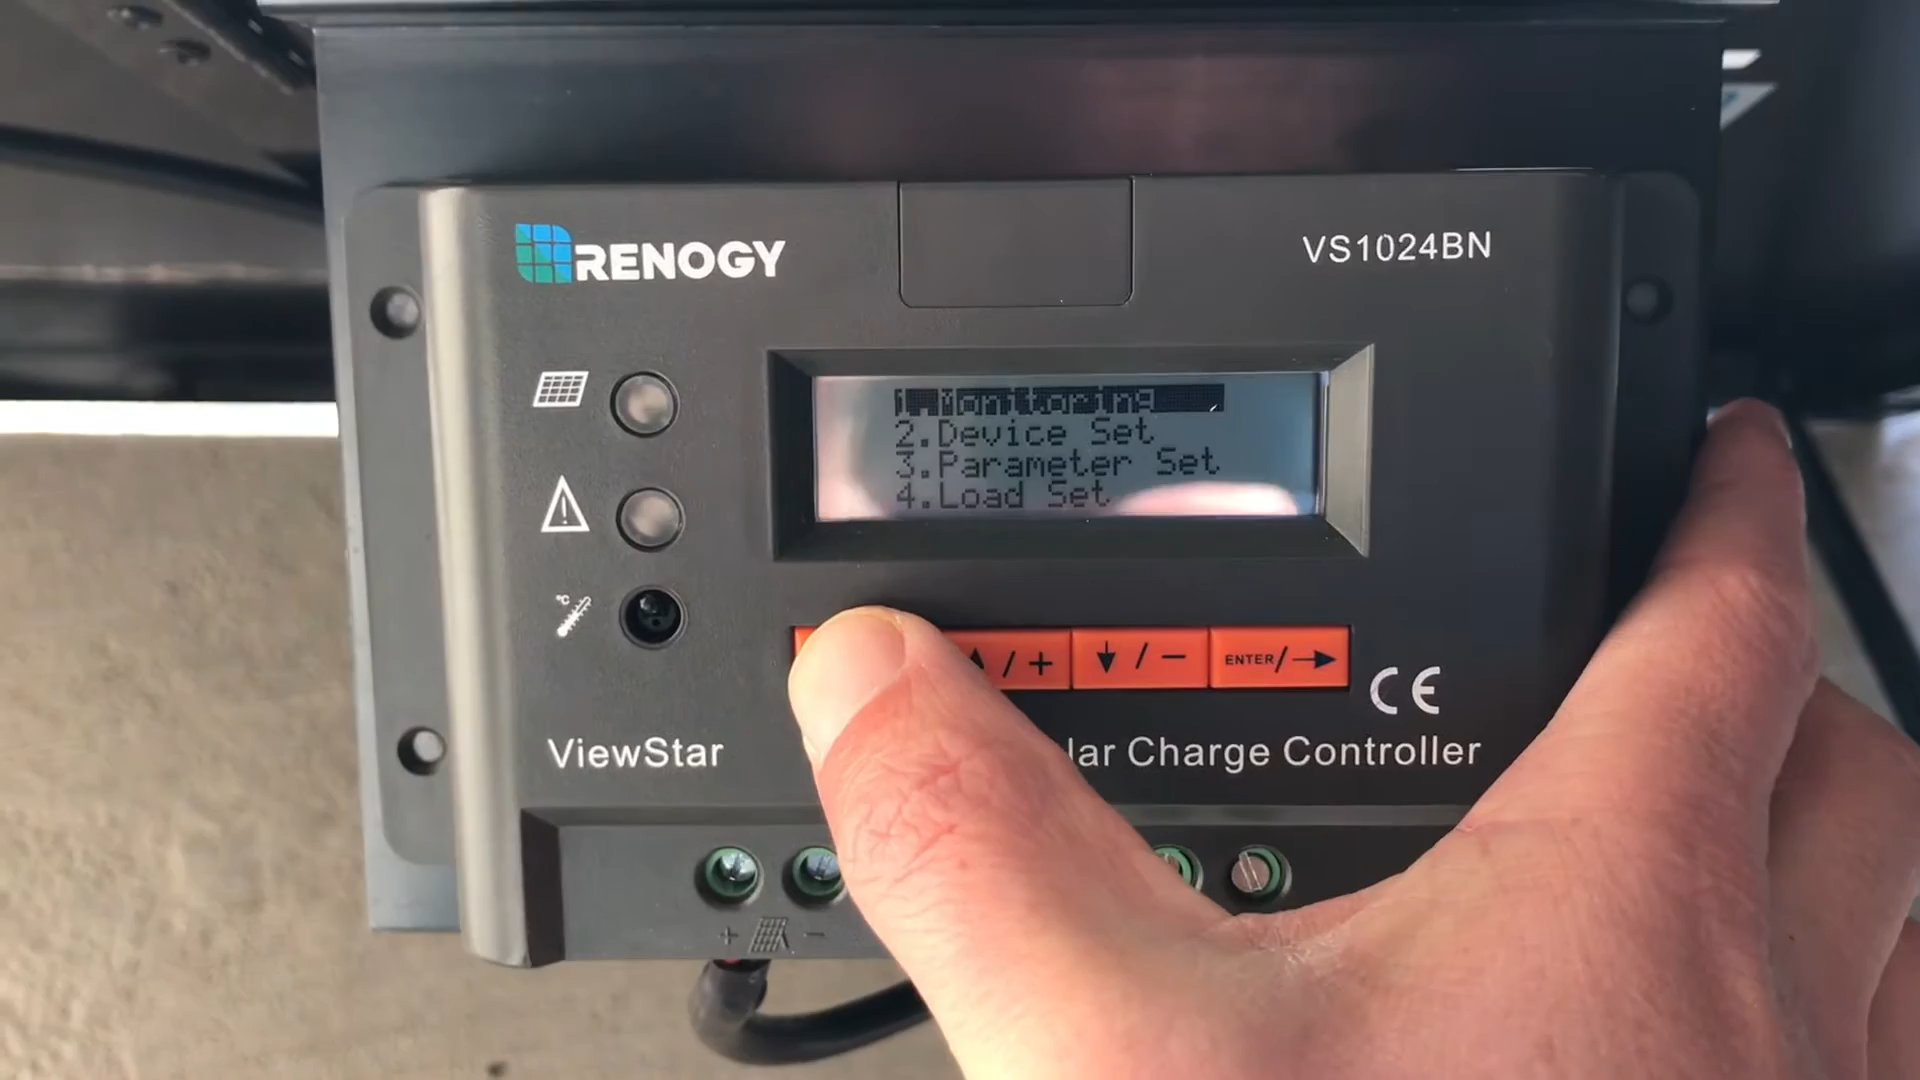 RENOGY
VS1024BN
1.Monitoring
2.Device Set
3.Parameter Set
4.Load Set
°C
/ +
/ −
ENTER/
CE
ViewStar
lar Charge Controller
+ −